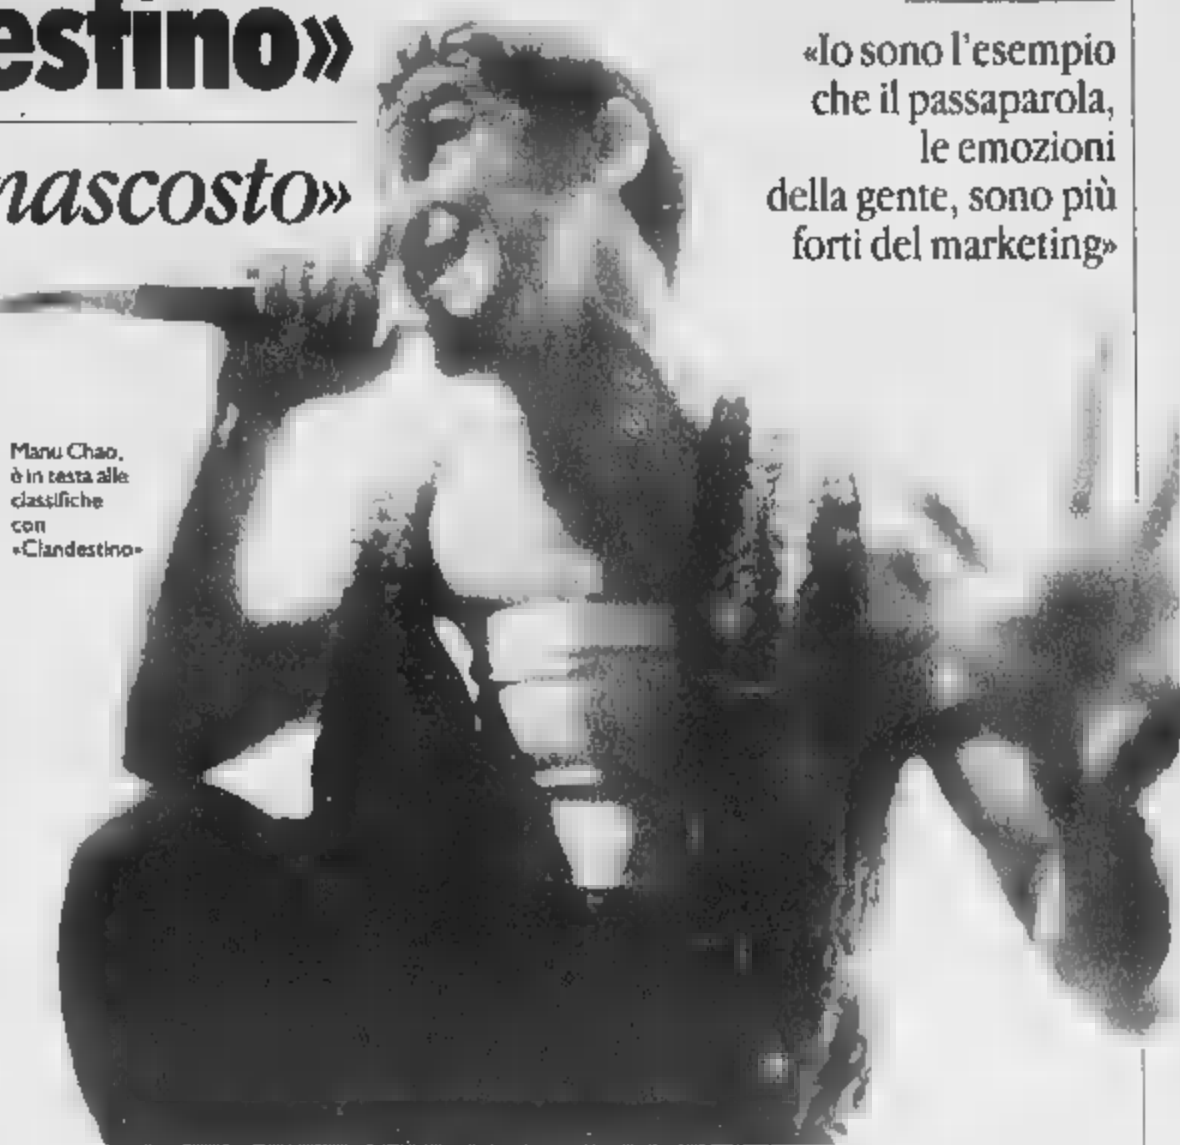 estino»
nascosto»
«Io sono l'esempio
che il passaparola,
le emozioni
della gente, sono più
forti del marketing»
Manu Chao,
è in testa alle
classifiche
con
«Clandestino»